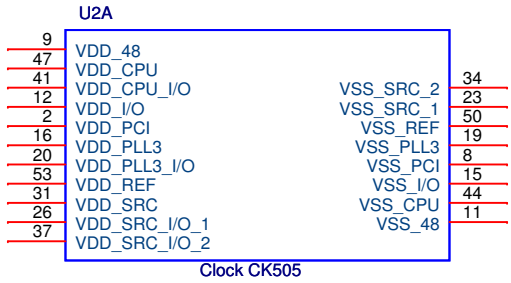 U2A
9 VDD_48
47 VDD_CPU
41 VDD_CPU_I/O
12 VDD_I/O
2 VDD_PCI
16 VDD_PLL3
20 VDD_PLL3_I/O
53 VDD_REF
31 VDD_SRC
26 VDD_SRC_I/O_1
37 VDD_SRC_I/O_2
VSS_SRC_2 34
VSS_SRC_1 23
VSS_REF 50
VSS_PLL3 19
VSS_PCI 8
VSS_I/O 15
VSS_CPU 44
VSS_48 11
Clock CK505